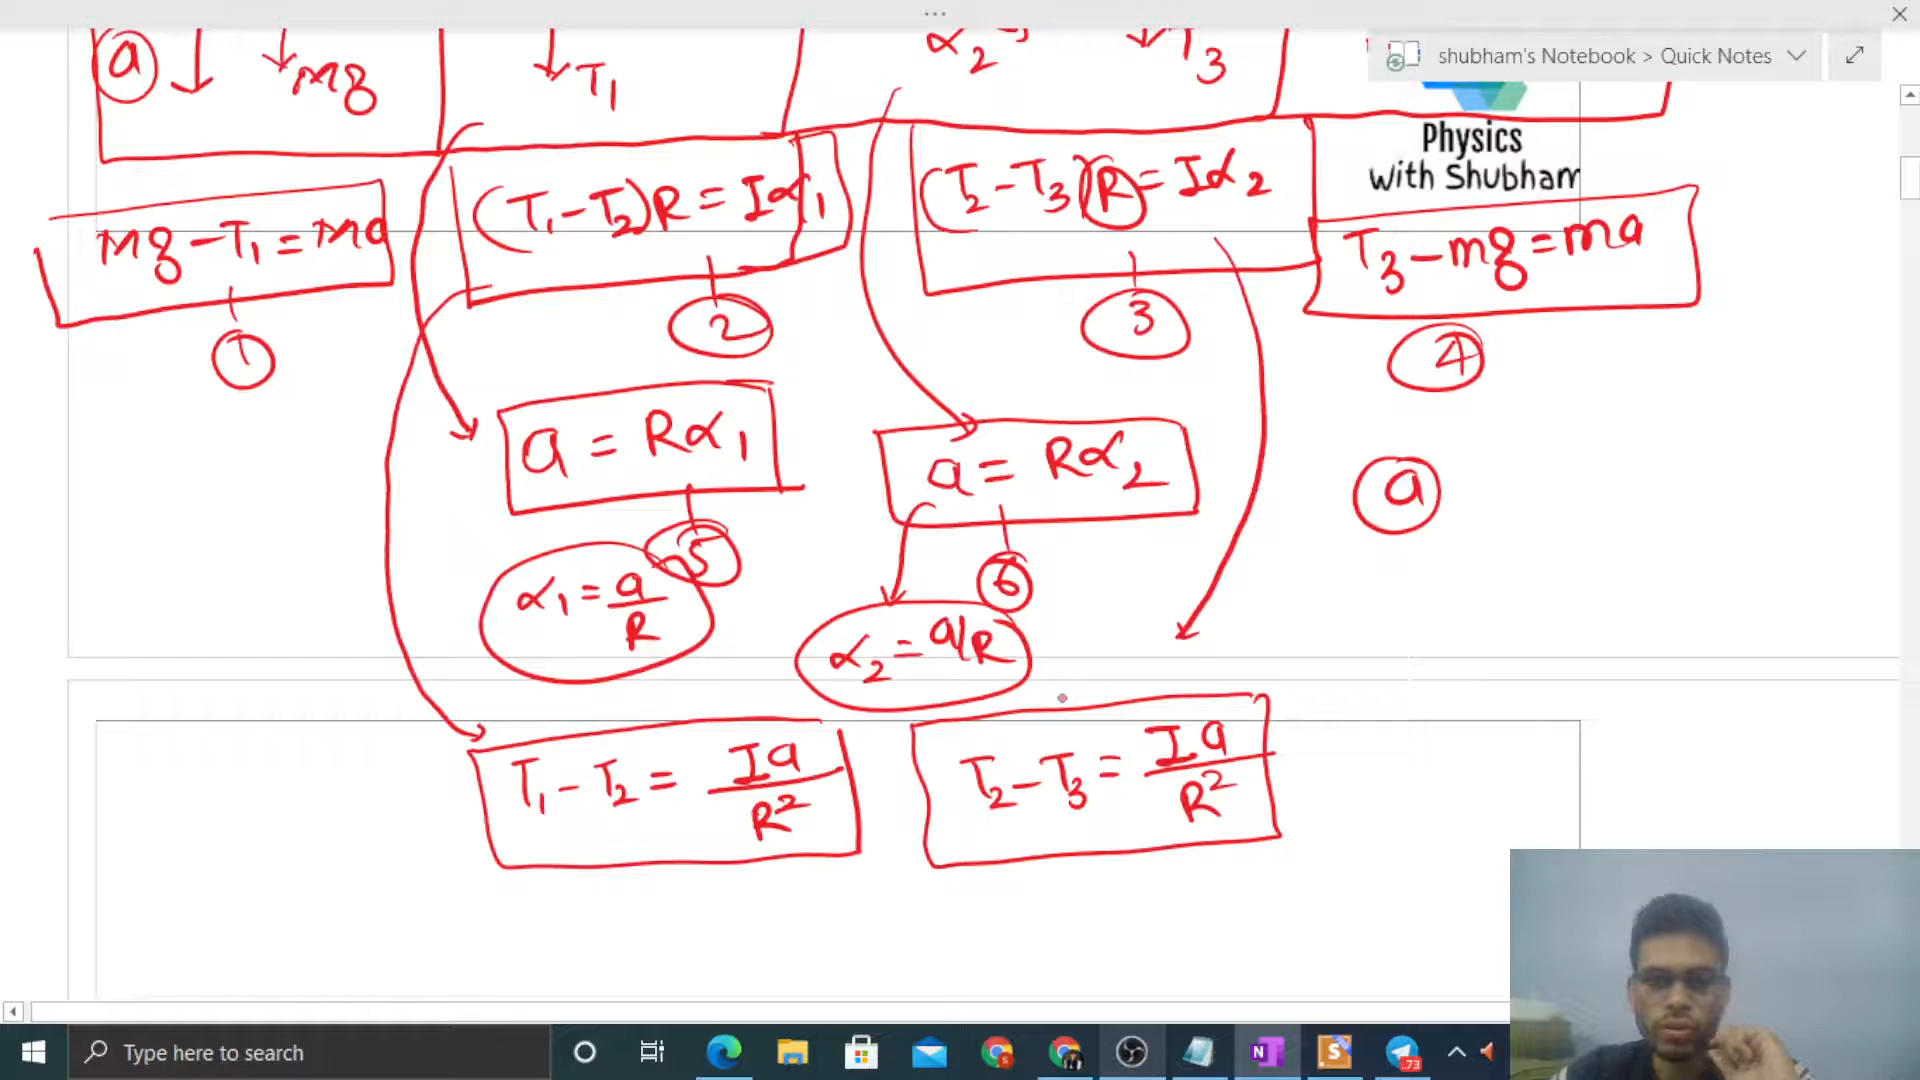 shubham's Notebook > Quick Notes
a mg T1 α2 T3
Physics
with Shubham
Mg - T1 = Ma
(T1 - T2)R = Iα1
(T2 - T3)R = Iα2
T3 - mg = ma
1
2
3
4
a = Rα1
a = Rα2
a
5
6
α1 = a/R
α2 = a/R
T1 - T2 = Ia/R²
T2 - T3 = Ia/R²
Type here to search
73